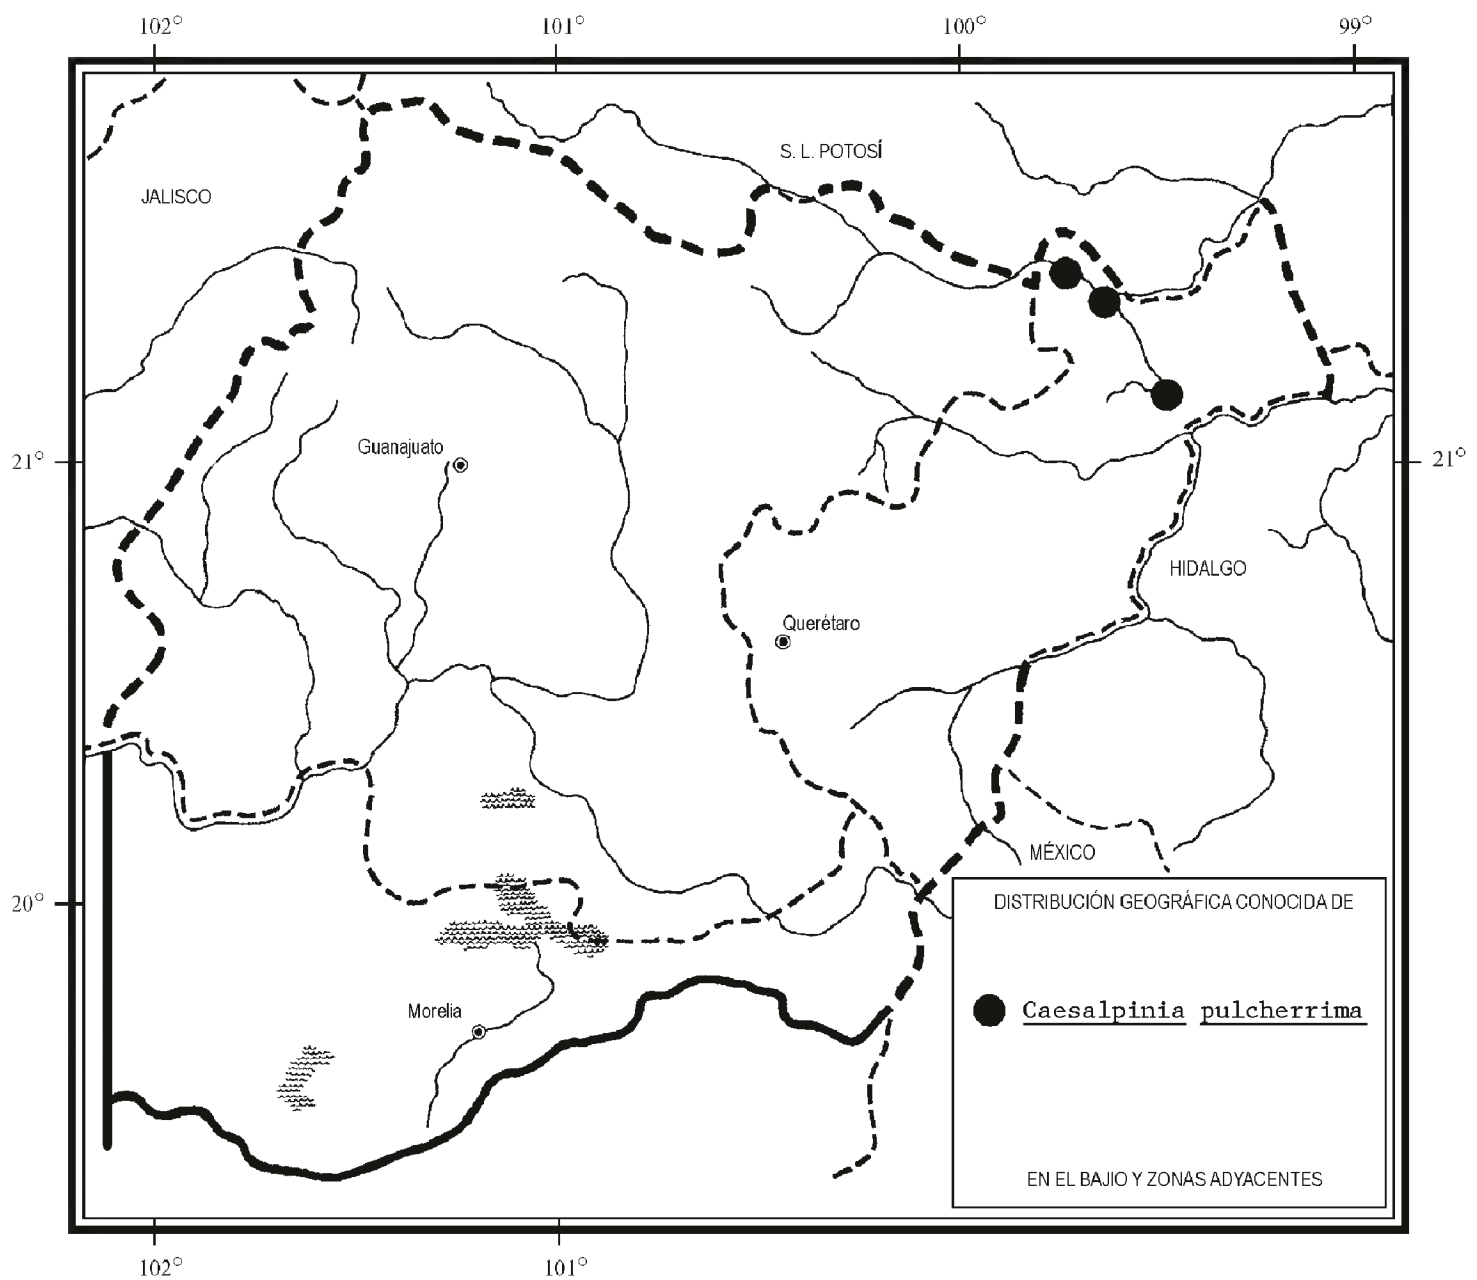 102°
101°
100°
99°
S. L. POTOSÍ
JALISCO
Guanajuato
21°
21°
HIDALGO
Querétaro
MÉXICO
20°
DISTRIBUCIÓN GEOGRÁFICA CONOCIDA DE
Caesalpinia pulcherrima
Morelia
EN EL BAJIO Y ZONAS ADYACENTES
102°
101°